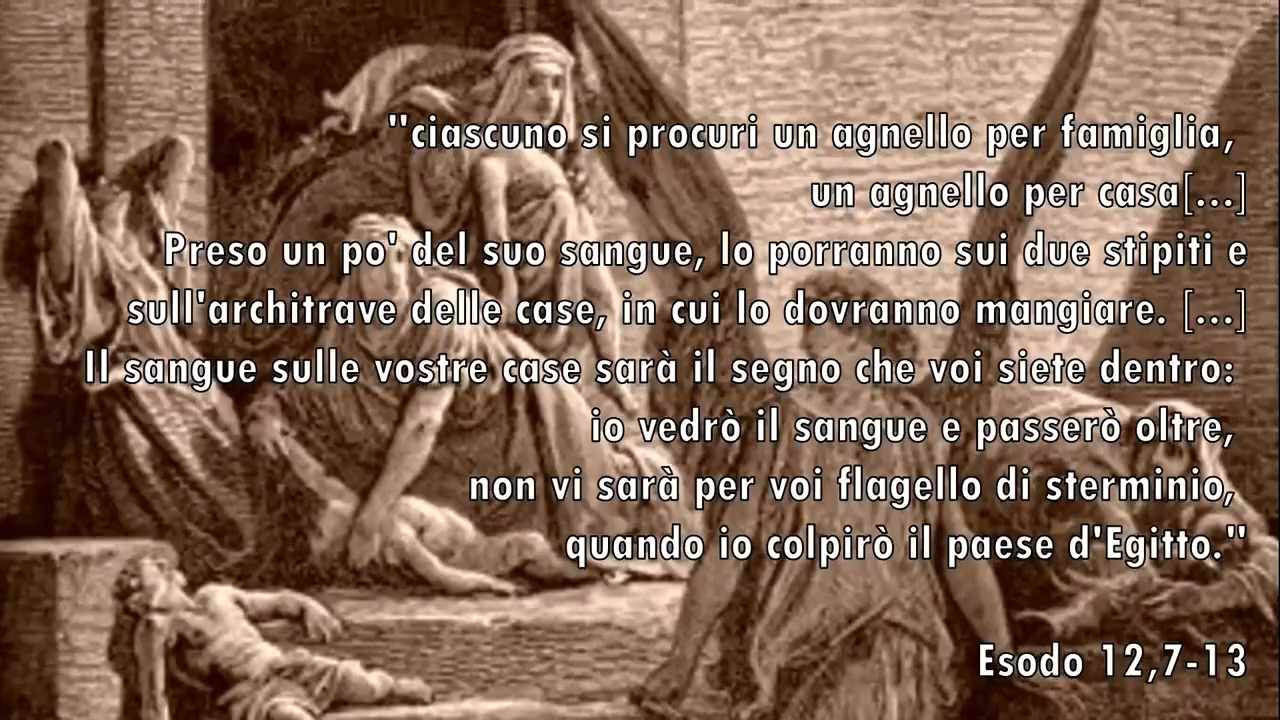 "ciascuno si procuri un agnello per famiglia,
un agnello per casa[...]
Preso un po' del suo sangue, lo porranno sui due stipiti e
sull'architrave delle case, in cui lo dovranno mangiare. [...]
Il sangue sulle vostre case sarà il segno che voi siete dentro:
io vedrò il sangue e passerò oltre,
non vi sarà per voi flagello di sterminio,
quando io colpirò il paese d'Egitto."
Esodo 12,7-13